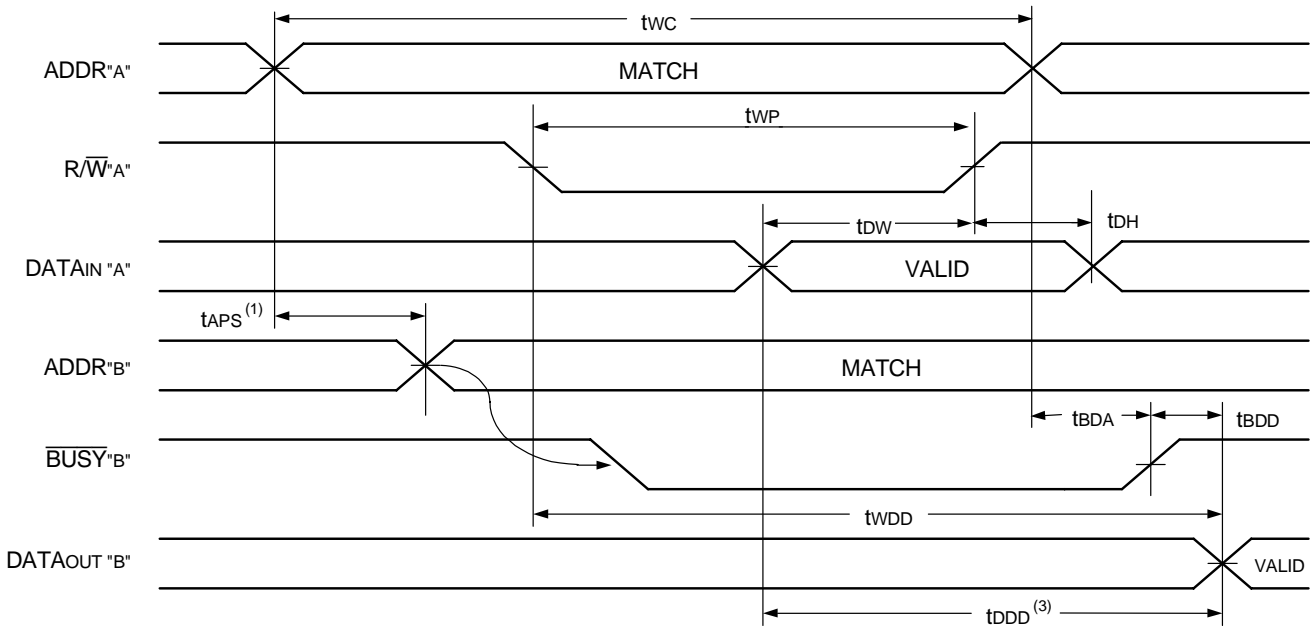 tWC
ADDR"A" MATCH
tWP
R/W"A"
tDW tDH
DATAIN "A" VALID
tAPS(1)
ADDR"B" MATCH
tBDA tBDD
BUSY"B"
tWDD
DATAOUT "B" VALID
tDDD(3)